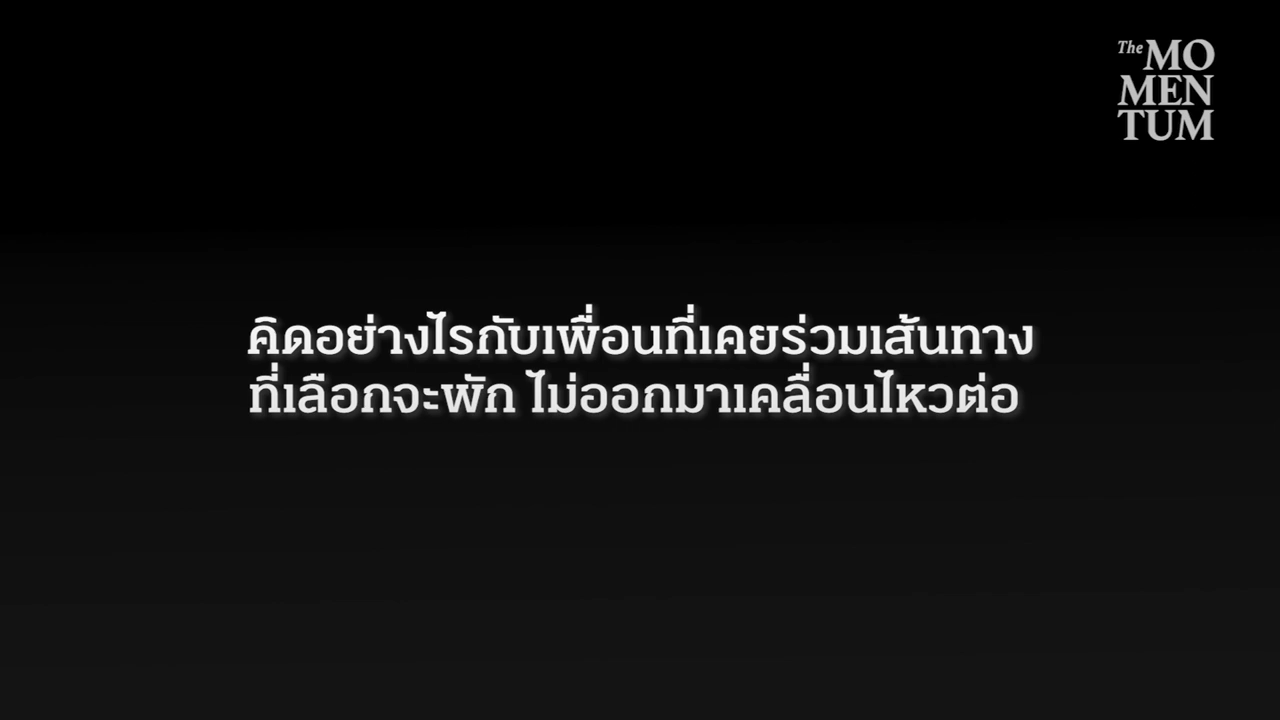 The MO
MEN
TUM
คิดอย่างไรกับเพื่อนที่เคยร่วมเส้นทาง
ที่เลือกจะพัก ไม่ออกมาเคลื่อนไหวต่อ